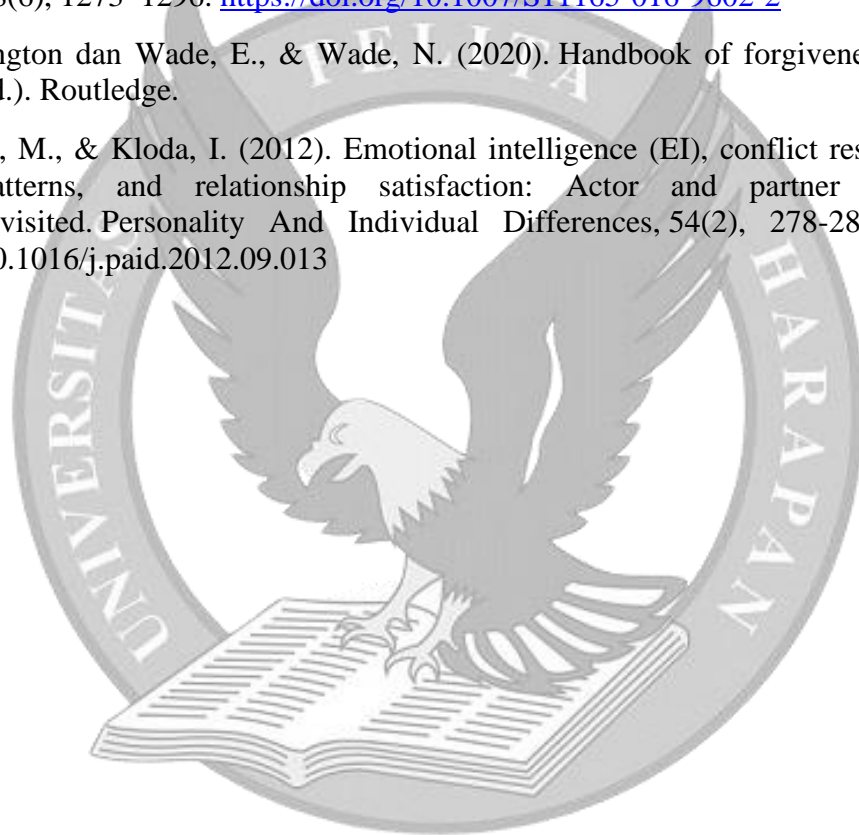 (6), 1273–1296. https://doi.org/10.1007/S11165-016-9602-2
ngton dan Wade, E., & Wade, N. (2020). Handbook of forgivene
d.). Routledge.
, M., & Kloda, I. (2012). Emotional intelligence (EI), conflict res
atterns, and relationship satisfaction: Actor and partner
visited. Personality And Individual Differences, 54(2), 278-28
0.1016/j.paid.2012.09.013
UNIVERSITAS PELITA HARAPAN